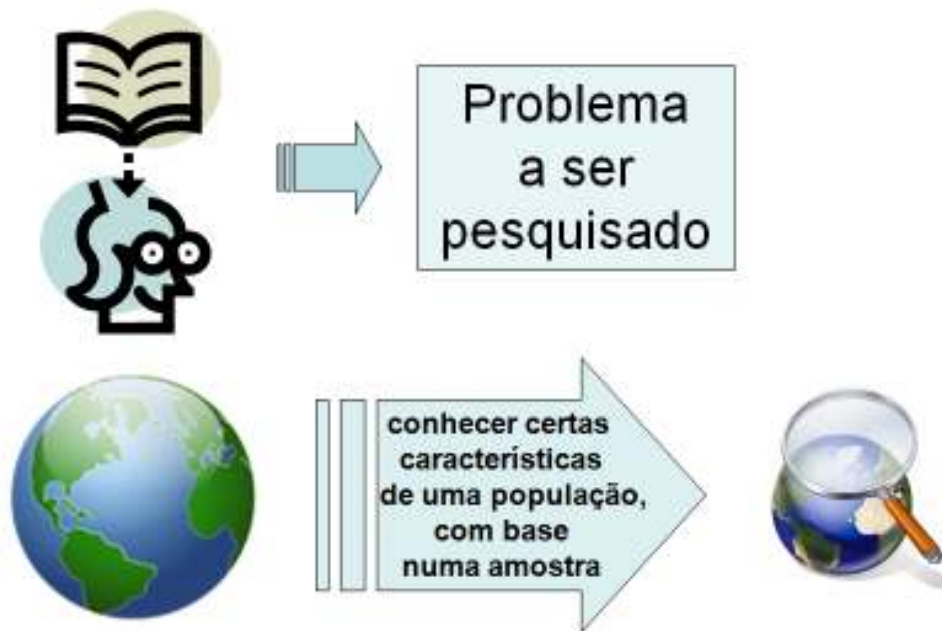 Problema
a ser
pesquisado
conhecer certas
características
de uma população,
com base
numa amostra